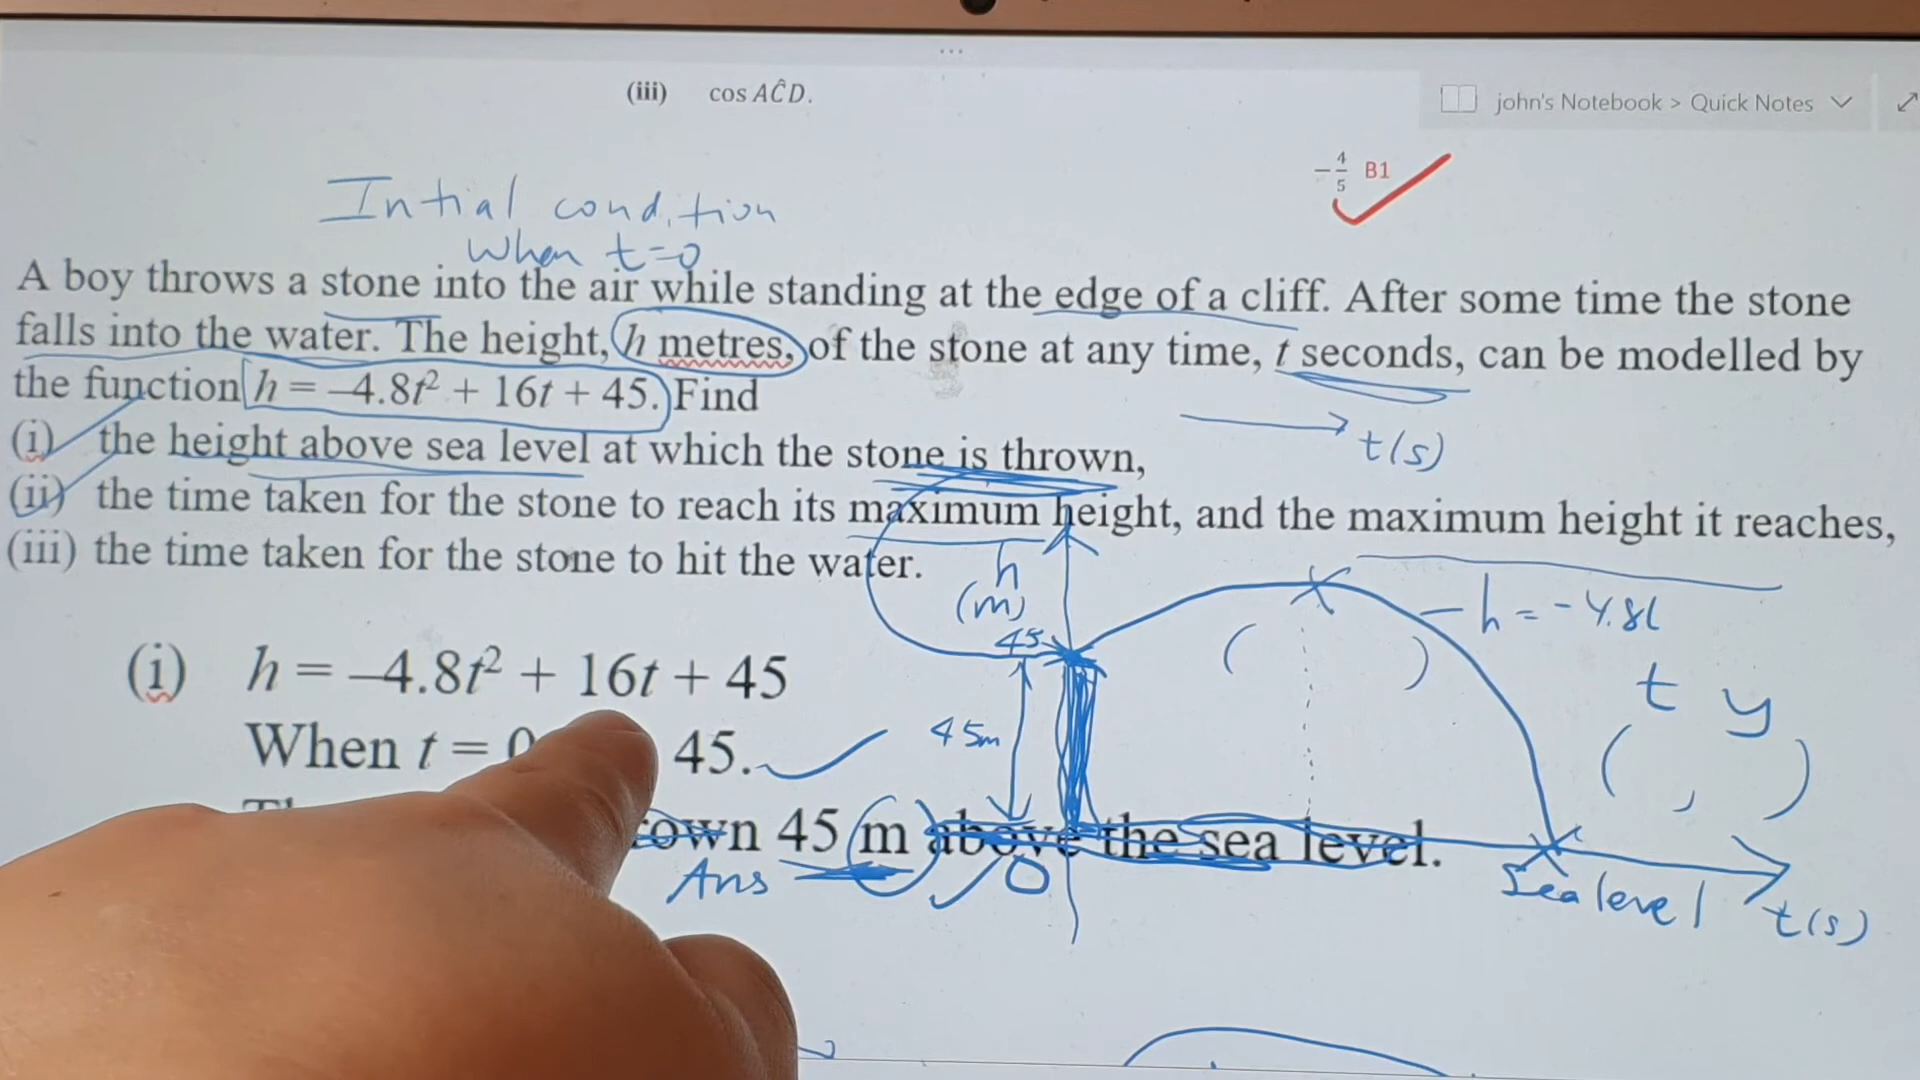 ...
(iii) cos AĈD.
john's Notebook > Quick Notes
-4/5 B1
Intial condition
when t=0
A boy throws a stone into the air while standing at the edge of a cliff. After some time the stone
falls into the water. The height, h metres, of the stone at any time, t seconds, can be modelled by
the function h = –4.8t² + 16t + 45. Find
t(s)
(i) the height above sea level at which the stone is thrown,
(ii) the time taken for the stone to reach its maximum height, and the maximum height it reaches,
(iii) the time taken for the stone to hit the water.
h
(m)
45
( )
h = -4.8t
t y
( , )
(i) h = –4.8t² + 16t + 45
When t = 0 45.
45m
own 45 m above the sea level.
Ans
O
Sea level
t(s)